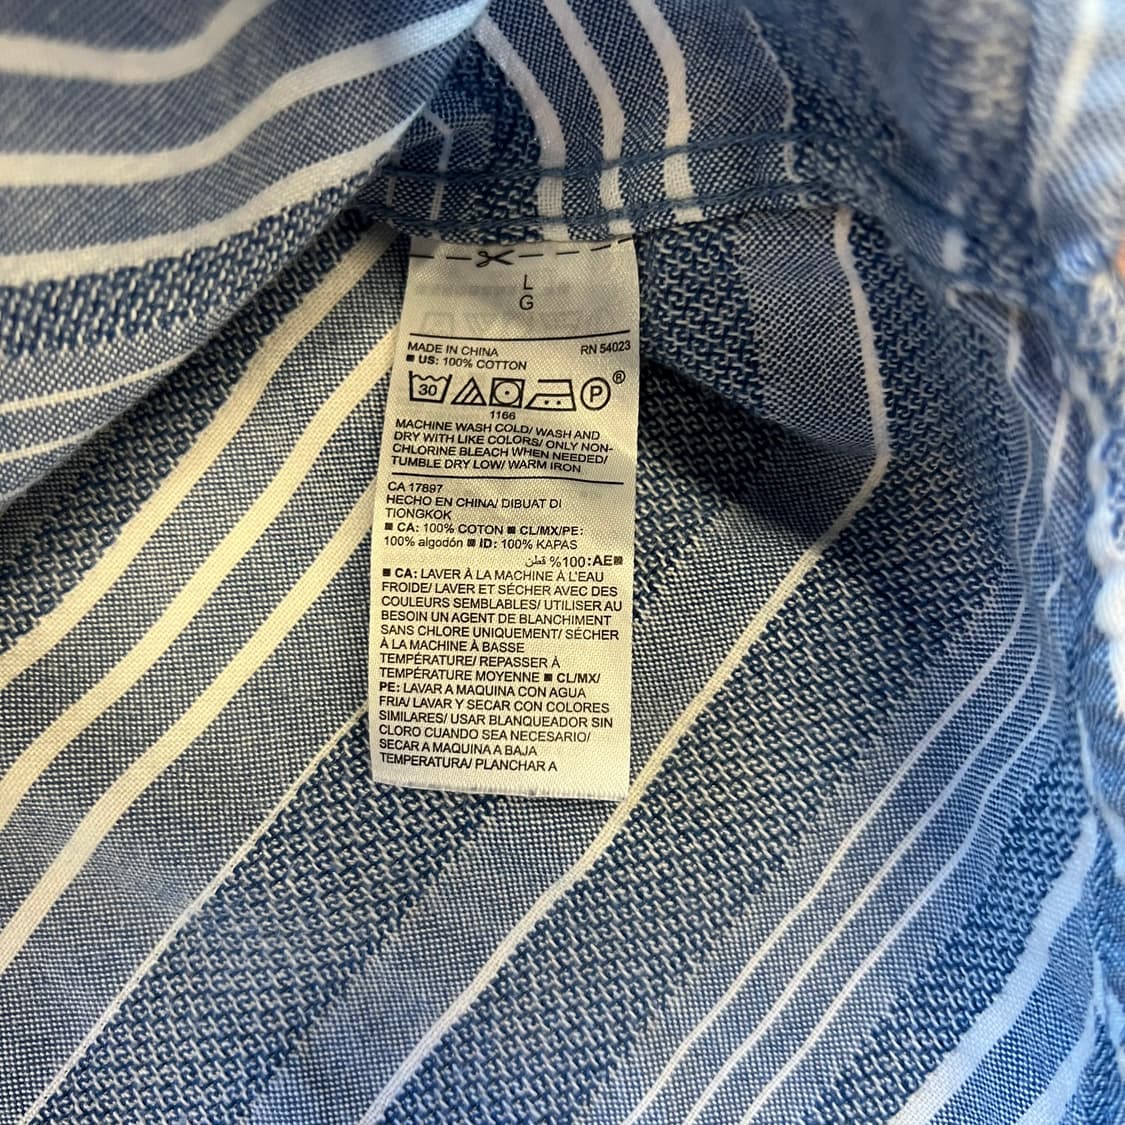 L
G
MADE IN CHINA RN 54023
■ US: 100% COTTON
30 P®
1166
MACHINE WASH COLD/ WASH AND
DRY WITH LIKE COLORS/ ONLY NON-
CHLORINE BLEACH WHEN NEEDED/
TUMBLE DRY LOW/ WARM IRON
CA 17897
HECHO EN CHINA/ DIBUAT DI
TIONGKOK
■ CA: 100% COTON ■ CL/MX/PE:
100% algodón ■ ID: 100% KAPAS
■AE: 100% قطن
■ CA: LAVER À LA MACHINE À L'EAU
FROIDE/ LAVER ET SÉCHER AVEC DES
COULEURS SEMBLABLES/ UTILISER AU
BESOIN UN AGENT DE BLANCHIMENT
SANS CHLORE UNIQUEMENT/ SÉCHER
À LA MACHINE À BASSE
TEMPÉRATURE/ REPASSER À
TEMPÉRATURE MOYENNE ■ CL/MX/
PE: LAVAR A MAQUINA CON AGUA
FRIA/ LAVAR Y SECAR CON COLORES
SIMILARES/ USAR BLANQUEADOR SIN
CLORO CUANDO SEA NECESARIO/
SECAR A MAQUINA A BAJA
TEMPERATURA/ PLANCHAR A